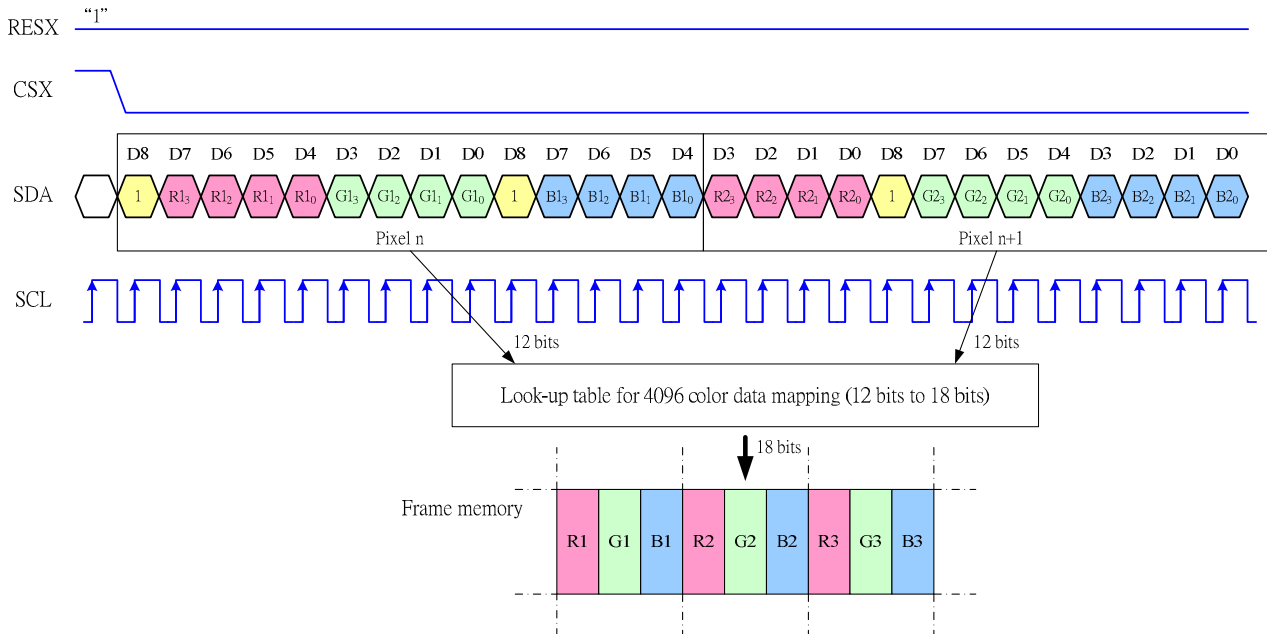 RESX "1"
CSX
D8 D7 D6 D5 D4 D3 D2 D1 D0 D8 D7 D6 D5 D4 D3 D2 D1 D0 D8 D7 D6 D5 D4 D3 D2 D1 D0
SDA 1 R1₃ R1₂ R1₁ R1₀ G1₃ G1₂ G1₁ G1₀ 1 B1₃ B1₂ B1₁ B1₀ R2₃ R2₂ R2₁ R2₀ 1 G2₃ G2₂ G2₁ G2₀ B2₃ B2₂ B2₁ B2₀
Pixel n Pixel n+1
SCL
12 bits 12 bits
Look-up table for 4096 color data mapping (12 bits to 18 bits)
18 bits
Frame memory
R1 G1 B1 R2 G2 B2 R3 G3 B3